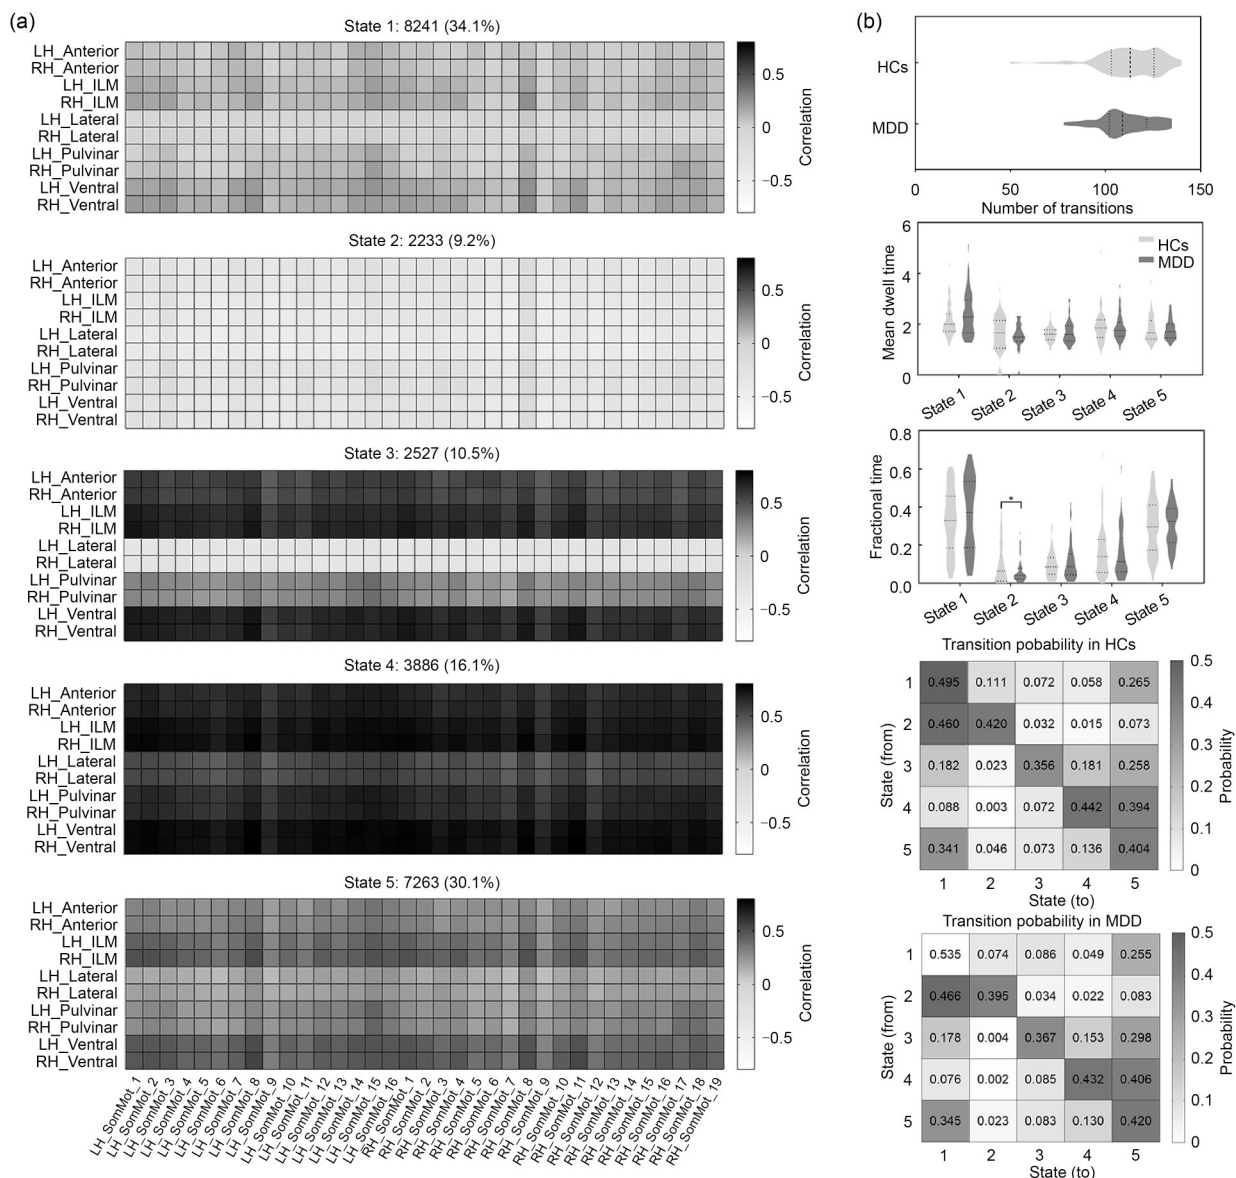 (a)
State 1: 8241 (34.1%)
LH_Anterior
RH_Anterior
LH_ILM
RH_ILM
LH_Lateral
RH_Lateral
LH_Pulvinar
RH_Pulvinar
LH_Ventral
RH_Ventral
0.5
0
−0.5
Correlation
State 2: 2233 (9.2%)
LH_Anterior
RH_Anterior
LH_ILM
RH_ILM
LH_Lateral
RH_Lateral
LH_Pulvinar
RH_Pulvinar
LH_Ventral
RH_Ventral
0.5
0
−0.5
Correlation
State 3: 2527 (10.5%)
LH_Anterior
RH_Anterior
LH_ILM
RH_ILM
LH_Lateral
RH_Lateral
LH_Pulvinar
RH_Pulvinar
LH_Ventral
RH_Ventral
0.5
0
−0.5
Correlation
State 4: 3886 (16.1%)
LH_Anterior
RH_Anterior
LH_ILM
RH_ILM
LH_Lateral
RH_Lateral
LH_Pulvinar
RH_Pulvinar
LH_Ventral
RH_Ventral
0.5
0
−0.5
Correlation
State 5: 7263 (30.1%)
LH_Anterior
RH_Anterior
LH_ILM
RH_ILM
LH_Lateral
RH_Lateral
LH_Pulvinar
RH_Pulvinar
LH_Ventral
RH_Ventral
0.5
0
−0.5
Correlation
LH_SomMot_1
LH_SomMot_2
LH_SomMot_3
LH_SomMot_4
LH_SomMot_5
LH_SomMot_6
LH_SomMot_7
LH_SomMot_8
LH_SomMot_9
LH_SomMot_10
LH_SomMot_11
LH_SomMot_12
LH_SomMot_13
LH_SomMot_14
LH_SomMot_15
LH_SomMot_16
RH_SomMot_1
RH_SomMot_2
RH_SomMot_3
RH_SomMot_4
RH_SomMot_5
RH_SomMot_6
RH_SomMot_7
RH_SomMot_8
RH_SomMot_9
RH_SomMot_10
RH_SomMot_11
RH_SomMot_12
RH_SomMot_13
RH_SomMot_14
RH_SomMot_15
RH_SomMot_16
RH_SomMot_17
RH_SomMot_18
RH_SomMot_19
(b)
HCs
MDD
0 50 100 150
Number of transitions
Mean dwell time
6
4
2
0
HCs
MDD
State 1 State 2 State 3 State 4 State 5
Fractional time
0.8
0.6
0.4
0.2
0.0
*
State 1 State 2 State 3 State 4 State 5
Transition pobability in HCs
State (from)
1 0.495 0.111 0.072 0.058 0.265
2 0.460 0.420 0.032 0.015 0.073
3 0.182 0.023 0.356 0.181 0.258
4 0.088 0.003 0.072 0.442 0.394
5 0.341 0.046 0.073 0.136 0.404
1 2 3 4 5
State (to)
0.5
0.4
0.3
0.2
0.1
0
Probability
Transition pobability in MDD
State (from)
1 0.535 0.074 0.086 0.049 0.255
2 0.466 0.395 0.034 0.022 0.083
3 0.178 0.004 0.367 0.153 0.298
4 0.076 0.002 0.085 0.432 0.406
5 0.345 0.023 0.083 0.130 0.420
1 2 3 4 5
State (to)
0.5
0.4
0.3
0.2
0.1
0
Probability